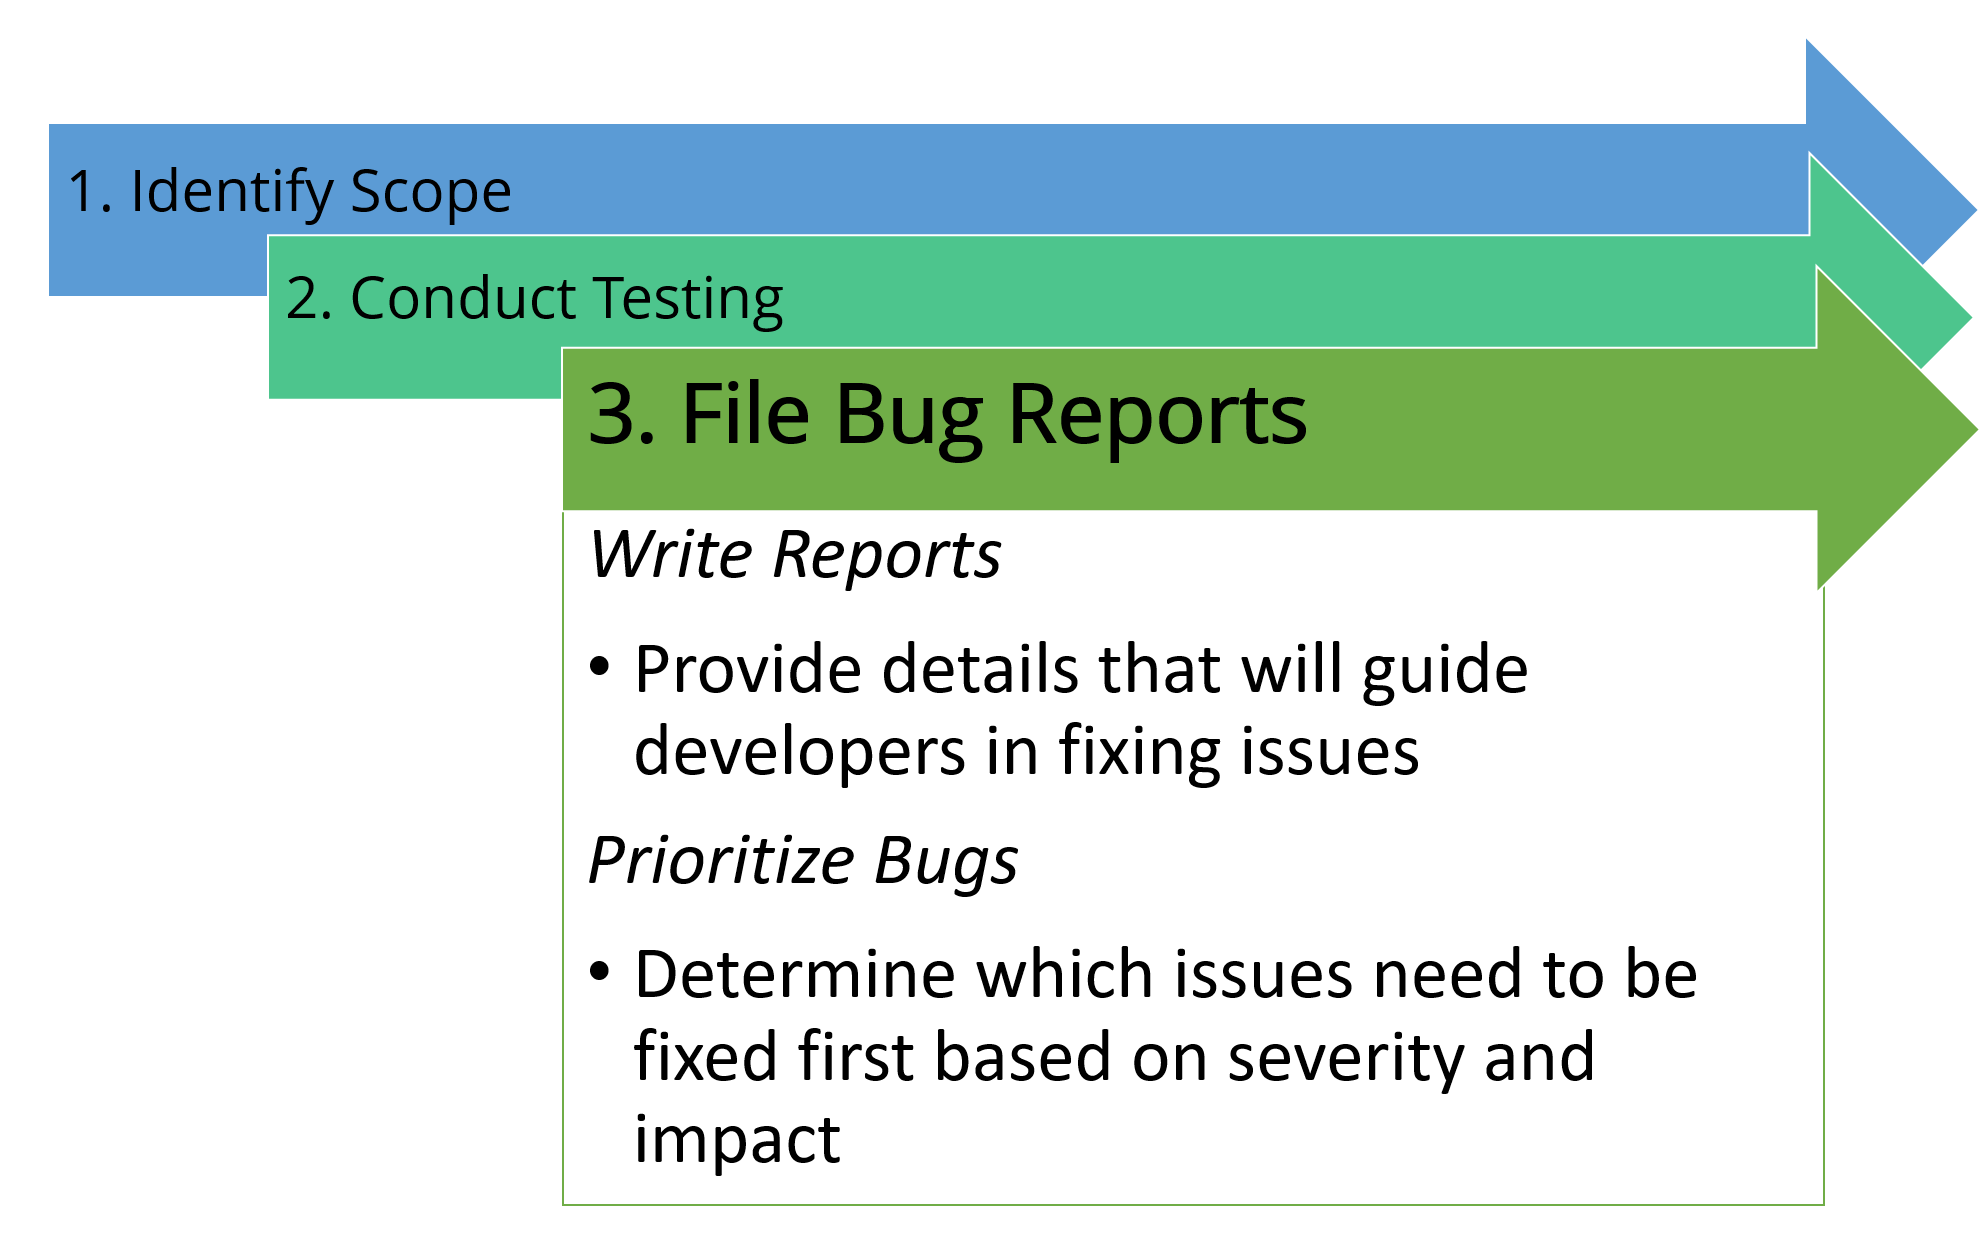 1. Identify Scope
2. Conduct Testing
3. File Bug Reports
Write Reports
• Provide details that will guide
developers in fixing issues
Prioritize Bugs
• Determine which issues need to be
fixed first based on severity and
impact